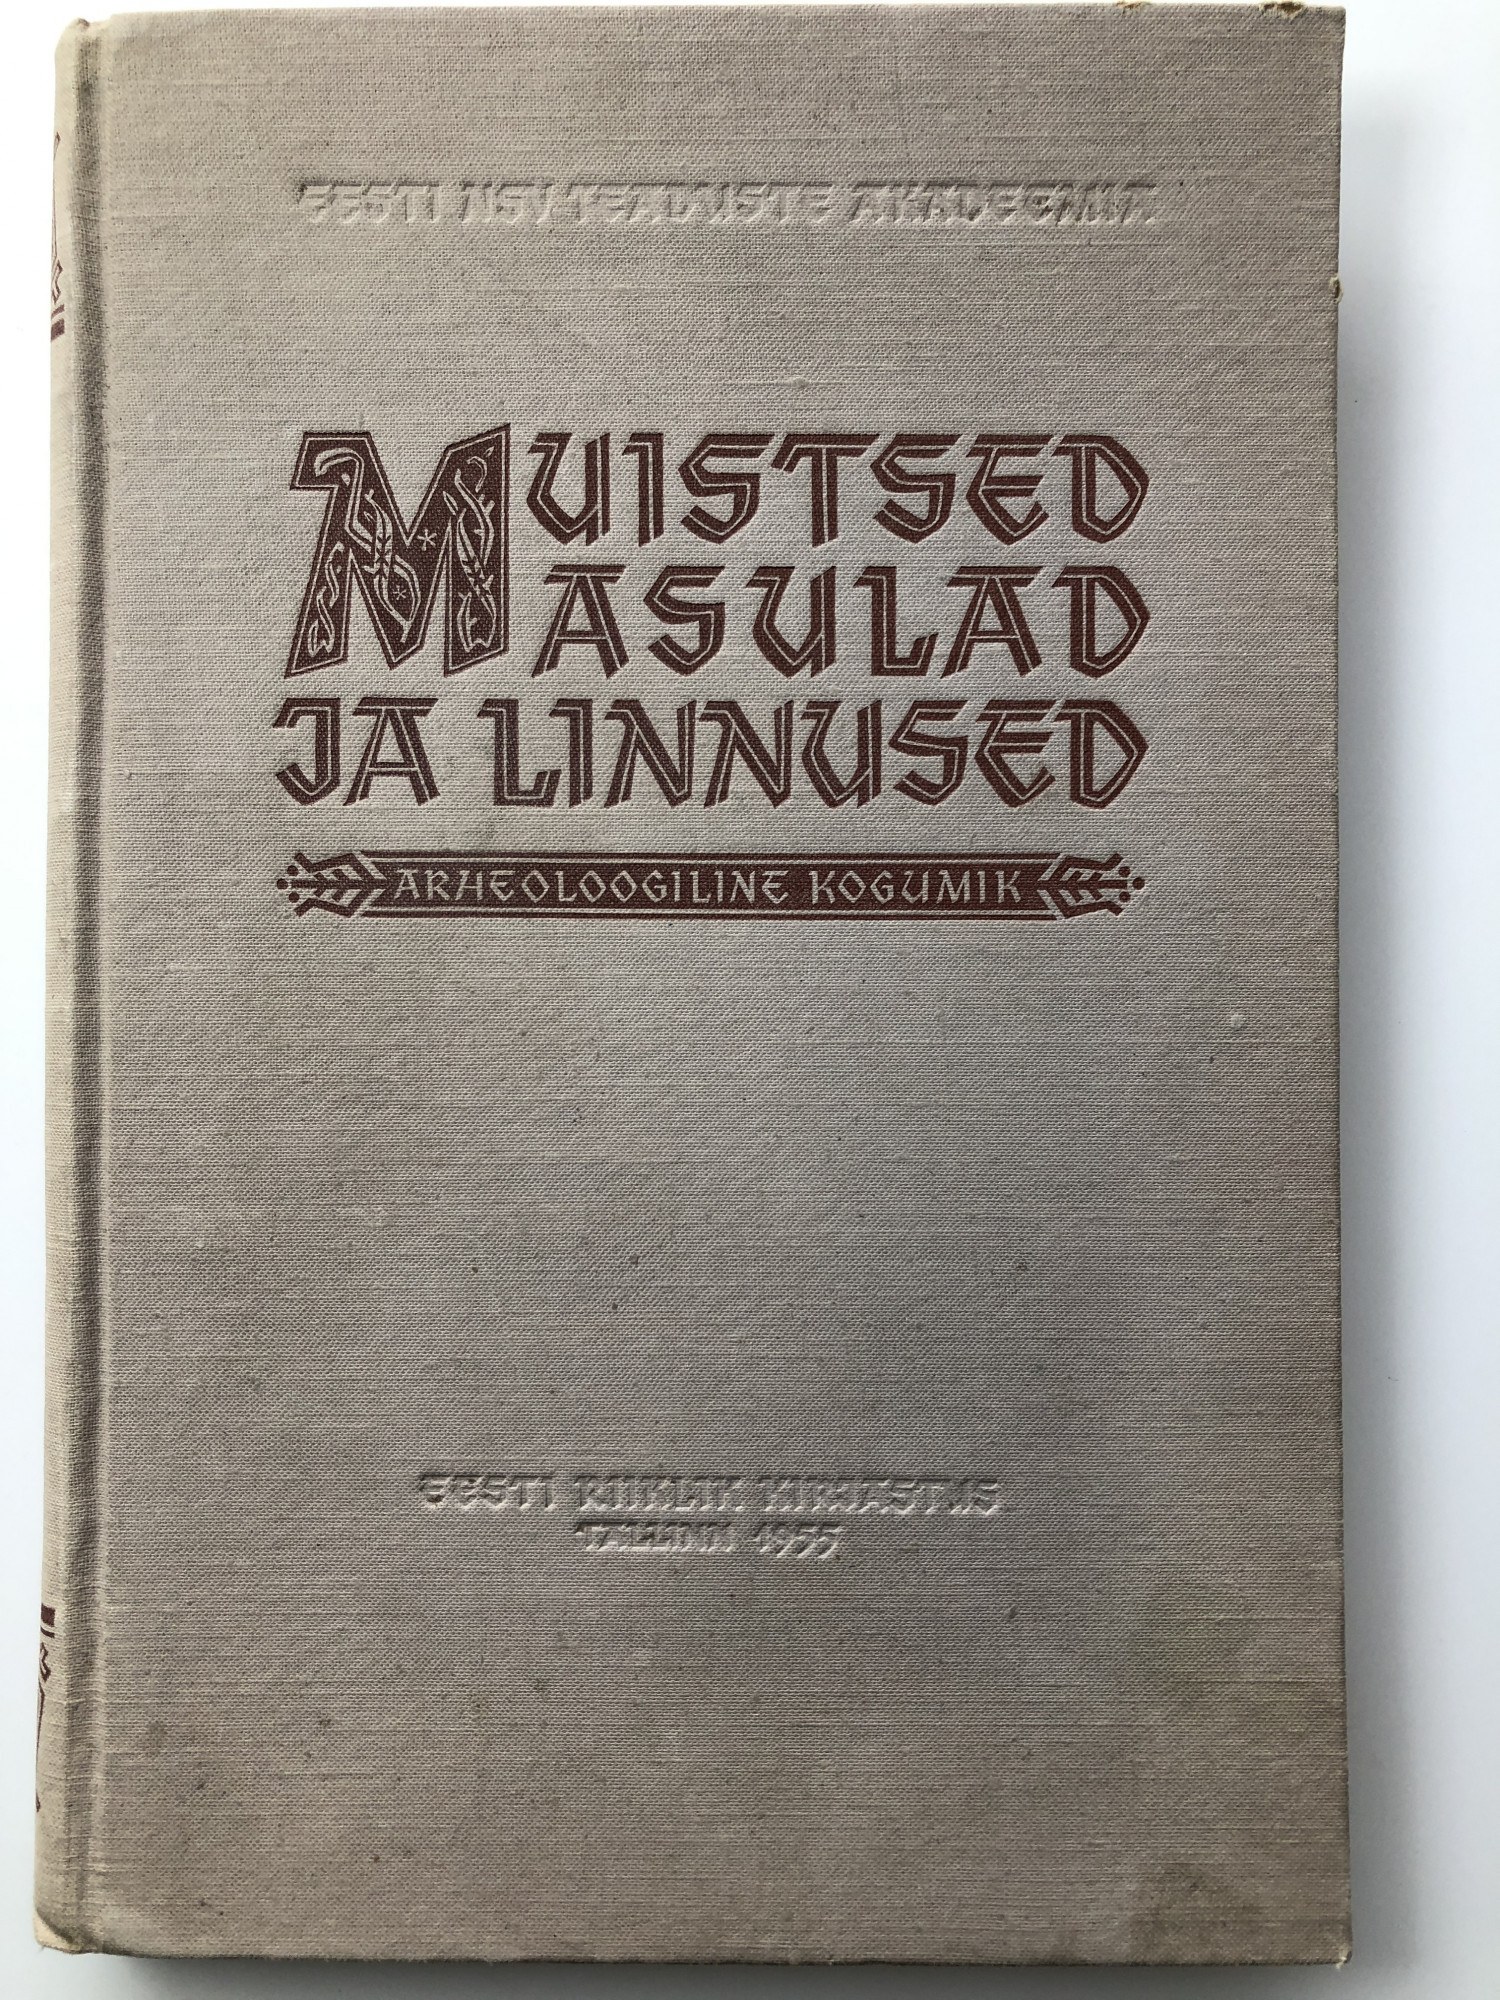 EESTI NSV TEADUSTE AKADEEMIA
MUISTSED
ASULAD
JA LINNUSED
ARHEOLOOGILINE KOGUMIK
EESTI RIIKLIK KIRJASTUS
TALLINN 1955